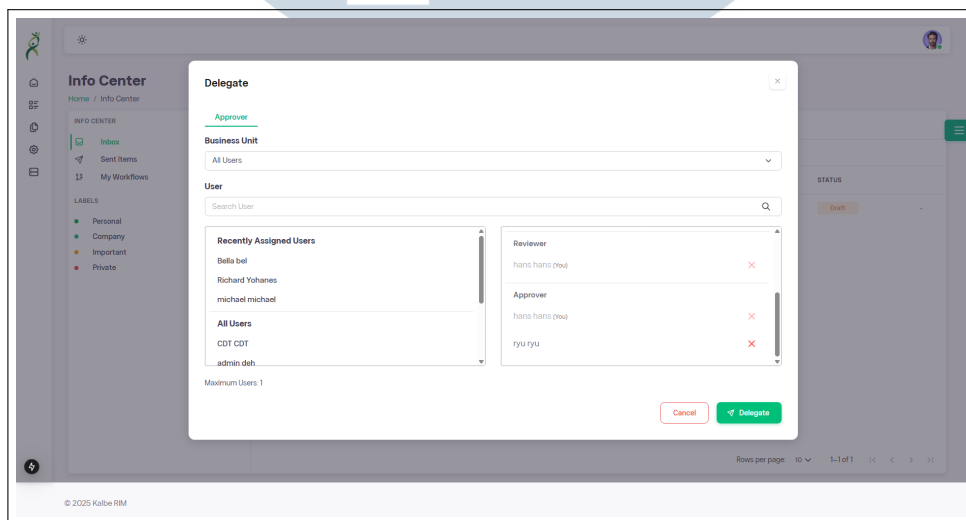 Info Center
Home / Info Center
INFO CENTER
Inbox
Sent Items
My Workflows
LABELS
Personal
Company
Important
Private
Delegate
Approver
Business Unit
All Users
User
Search User
Recently Assigned Users
Bella bel
Richard Yohanes
michael michael
All Users
CDT CDT
admin deh
Reviewer
hans hans (You)
Approver
hans hans (You)
ryu ryu
Maximum Users: 1
Cancel
Delegate
STATUS
Draft
-
Rows per page: 10
1–1 of 1
© 2025 Kalbe RIM